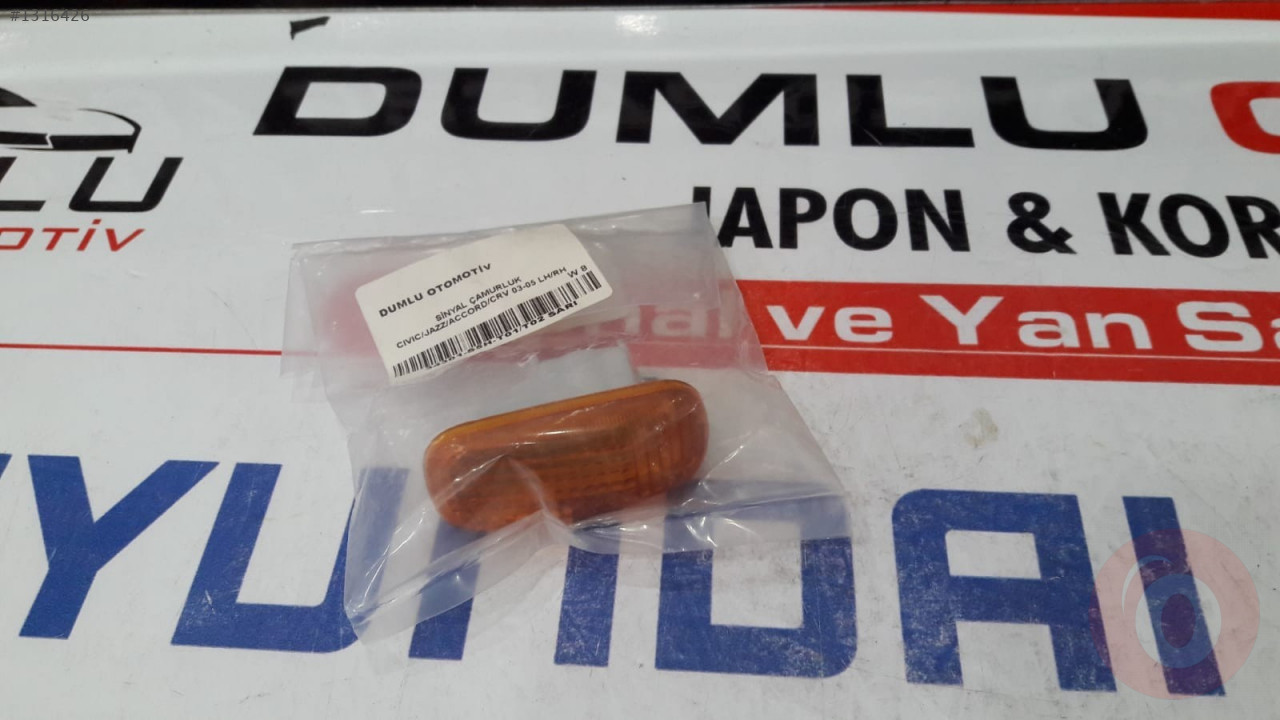 #1316426
DUMLU O
LU
OTİV
JAPON & KOR
ve Yan Sa
DUMLU OTOMOTİV
SİNYAL ÇAMURLUK
CIVIC/JAZZ/ACCORD/CRV 03-05 LH/RH W B
SARI
HYUNDAI